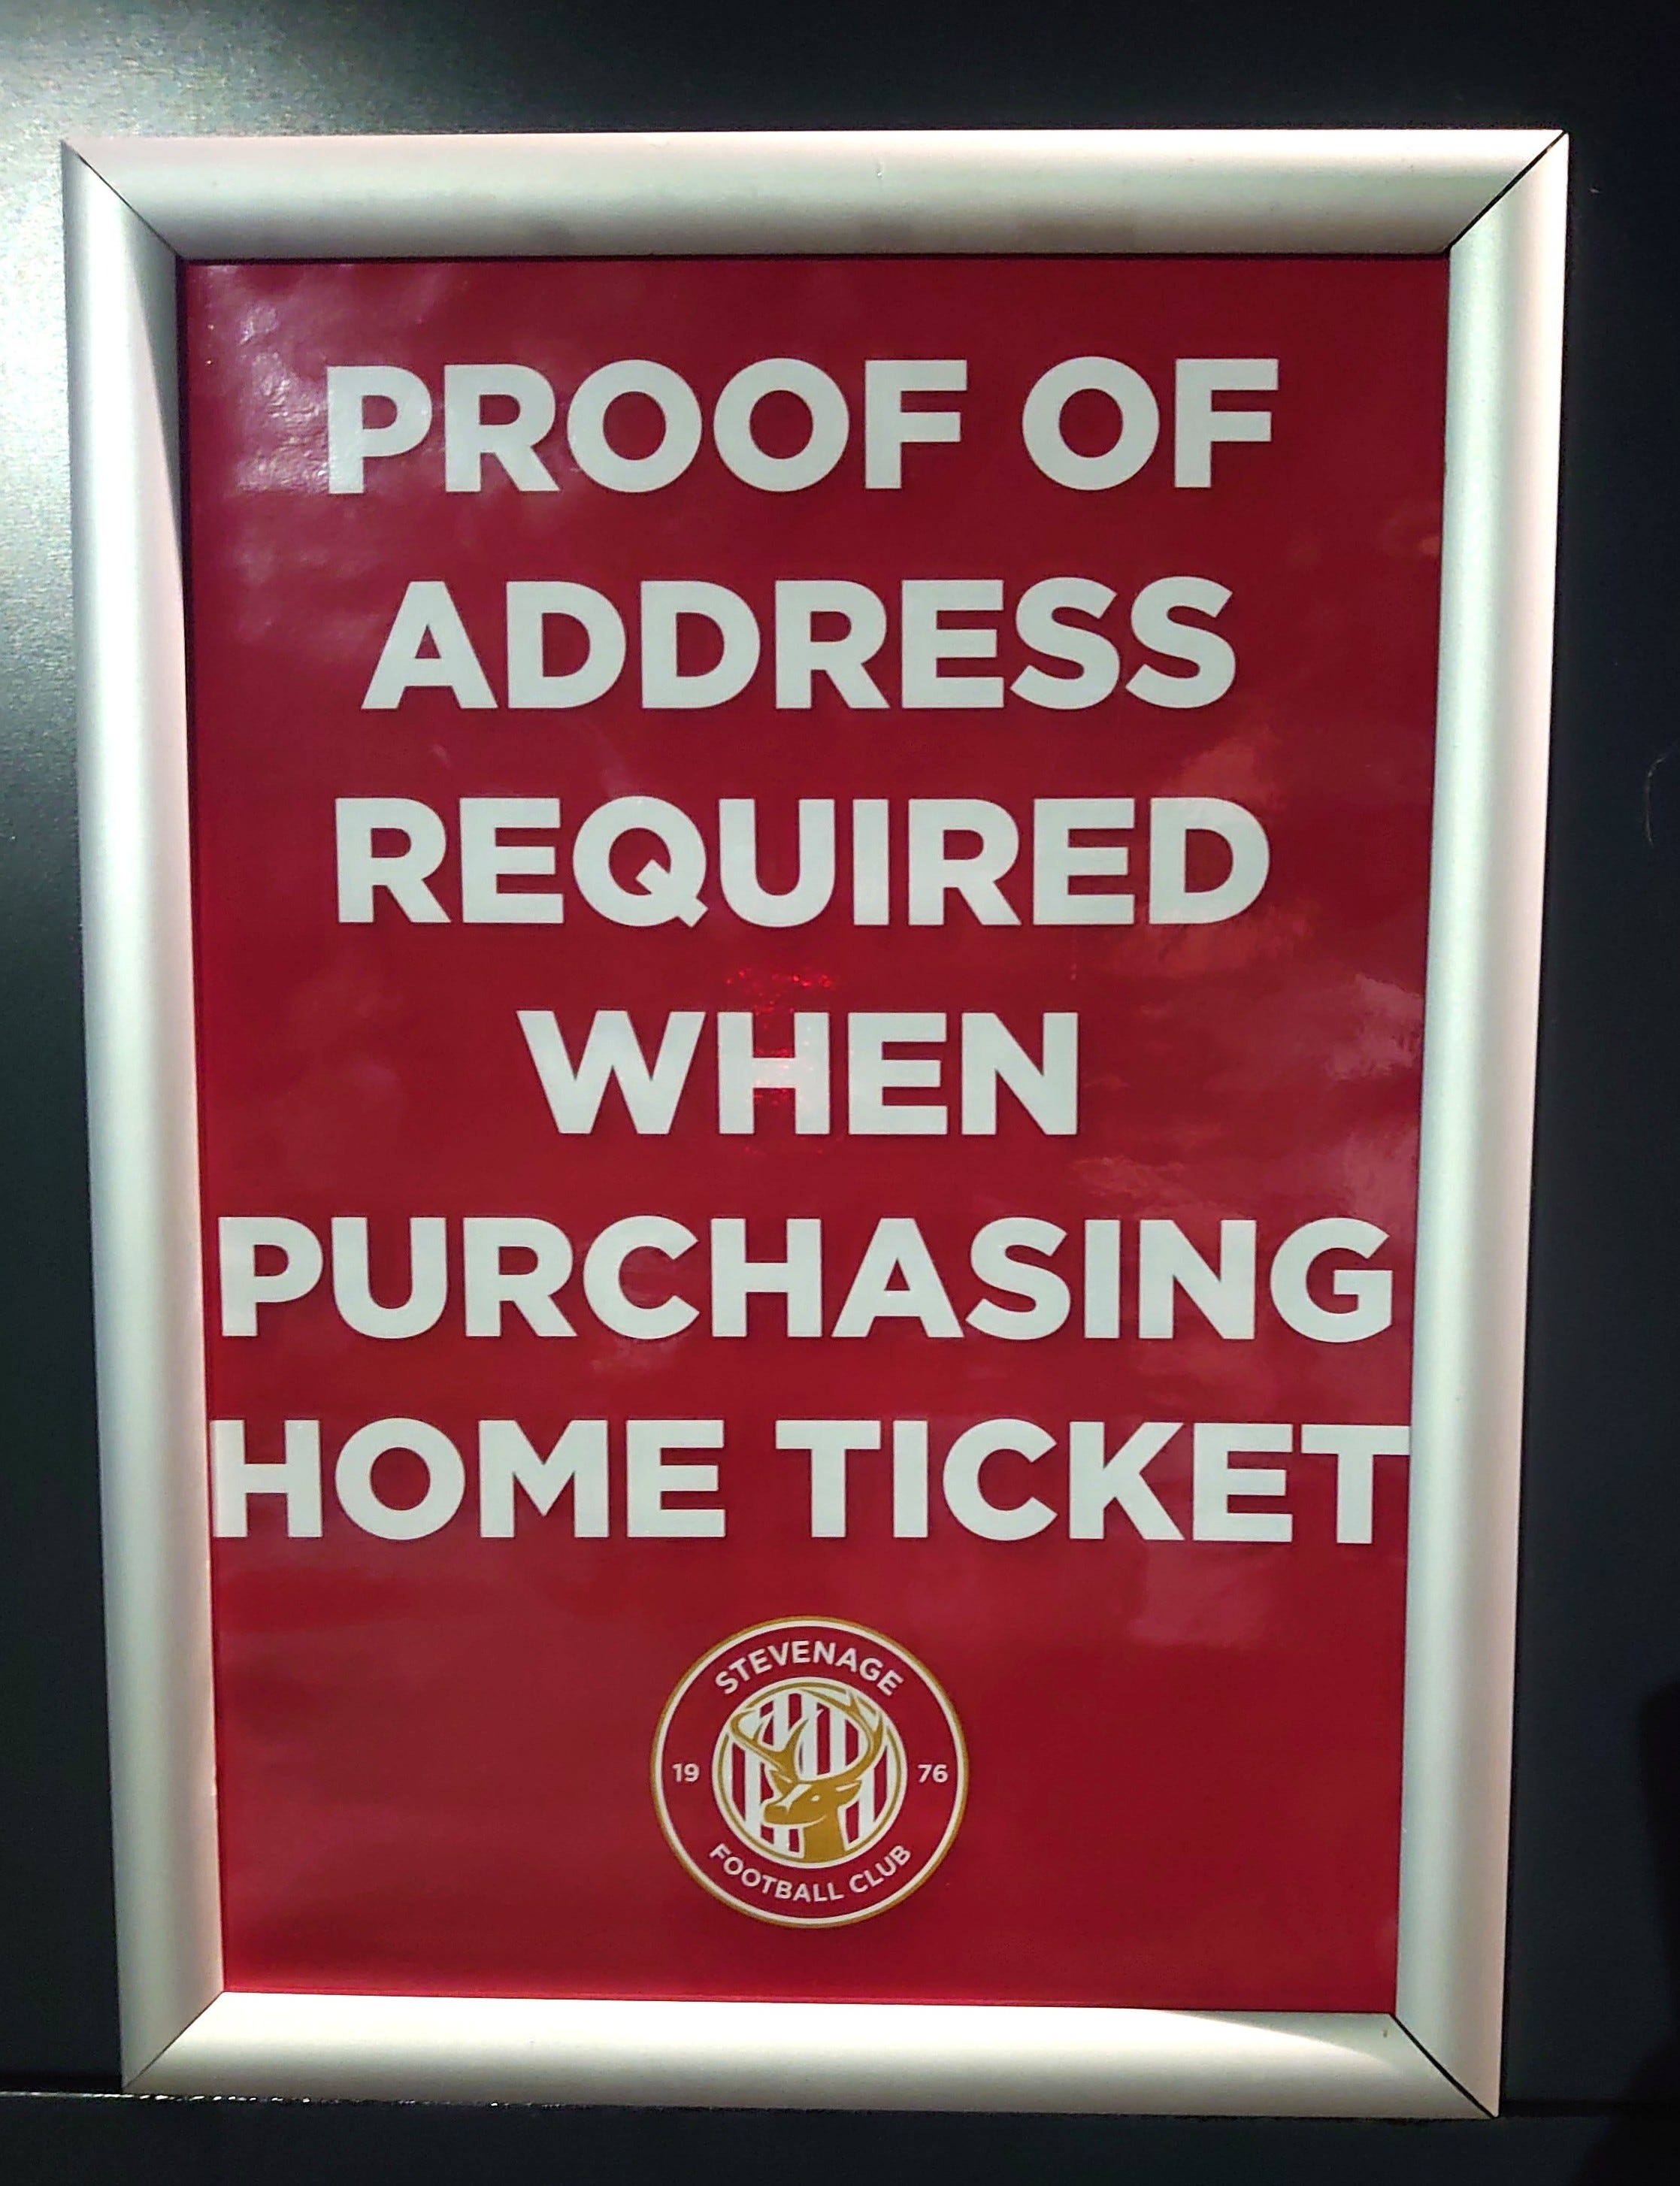 PROOF OF
ADDRESS
REQUIRED
WHEN
PURCHASING
HOME TICKET
STEVENAGE
19 76
FOOTBALL CLUB